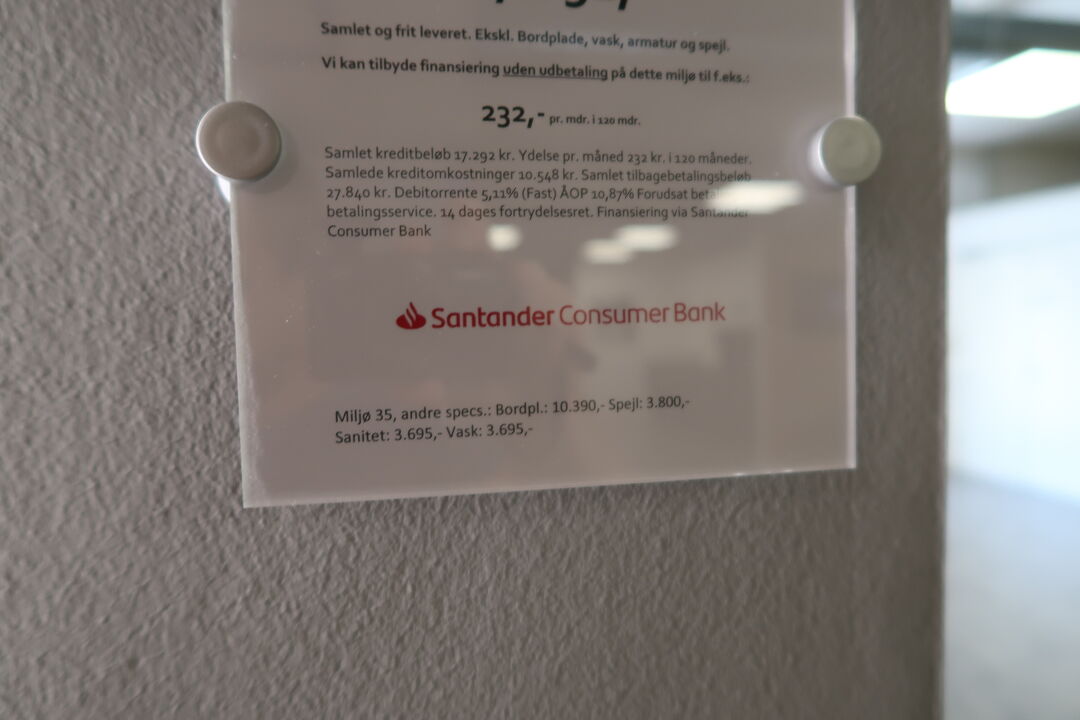 Samlet og frit leveret. Ekskl. Bordplade, vask, armatur og spejl.
Vi kan tilbyde finansiering uden udbetaling på dette miljø til f.eks.:
232,- pr. mdr. i 120 mdr.
Samlet kreditbeløb 17.292 kr. Ydelse pr. måned 232 kr. i 120 måneder.
Samlede kreditomkostninger 10.548 kr. Samlet tilbagebetalingsbeløb
27.840 kr. Debitorrente 5,11% (Fast) ÅOP 10,87% Forudsat
betalingsservice. 14 dages fortrydelsesret. Finansiering via Santander
Consumer Bank
Santander Consumer Bank
Miljø 35, andre specs.: Bordpl.: 10.390,- Spejl: 3.800,-
Sanitet: 3.695,- Vask: 3.695,-